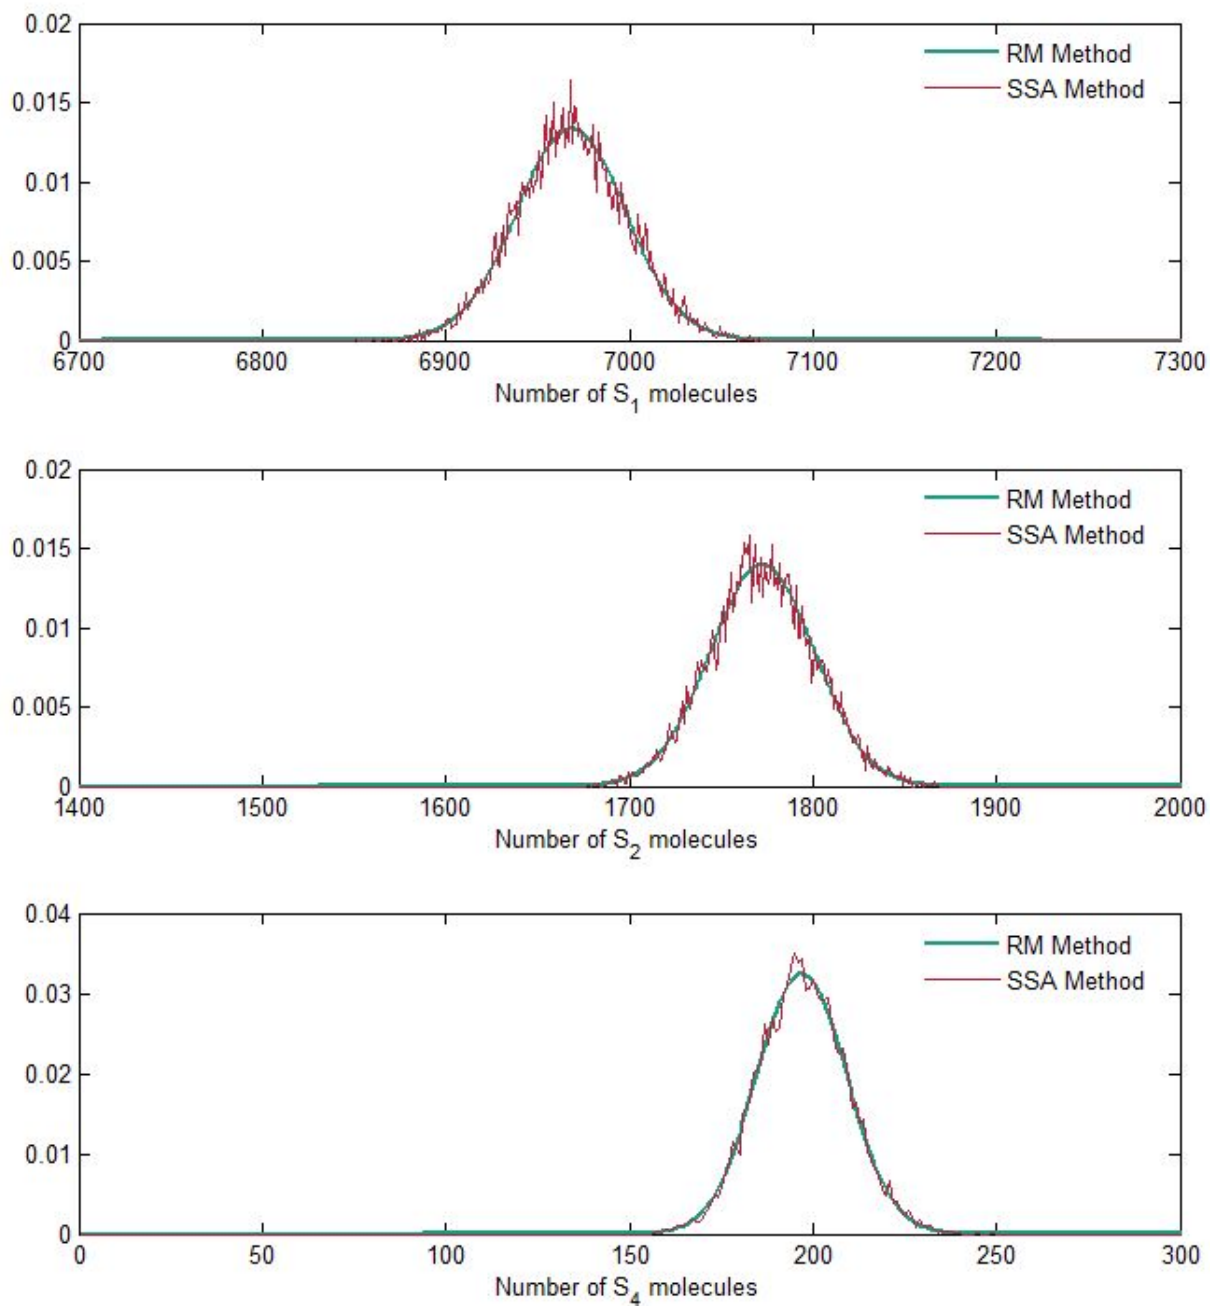 0.02
RM Method
SSA Method
0.015
0.01
0.005
0
6700 6800 6900 7000 7100 7200 7300
Number of S1 molecules
0.02
RM Method
SSA Method
0.015
0.01
0.005
0
1400 1500 1600 1700 1800 1900 2000
Number of S2 molecules
0.04
RM Method
SSA Method
0.03
0.02
0.01
0
0 50 100 150 200 250 300
Number of S4 molecules